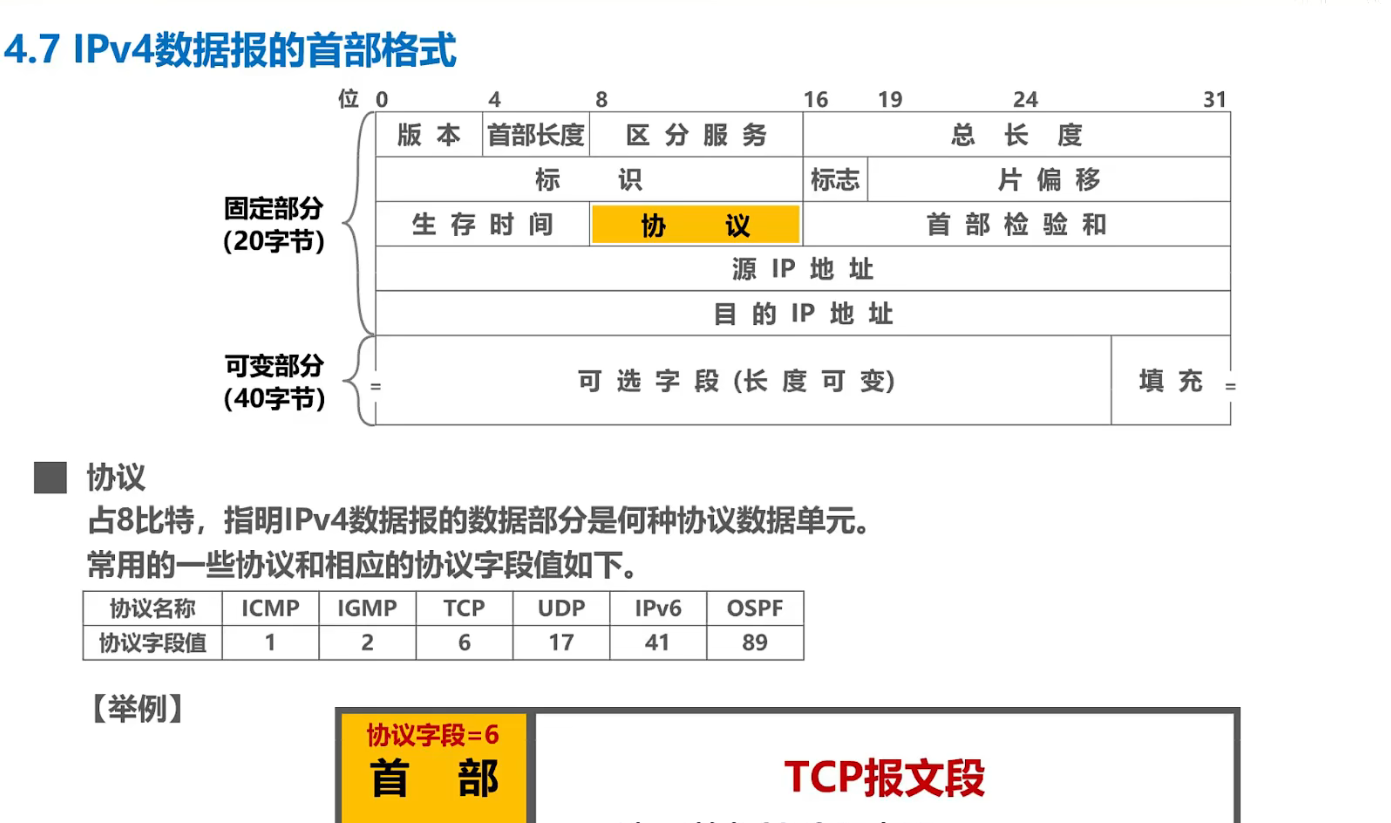 4.7 IPv4数据报的首部格式
位 0 4 8 16 19 24 31
版 本 首部长度 区 分 服 务 总 长 度
标 识 标志 片 偏 移
固定部分
(20字节)
生 存 时 间 协 议 首 部 检 验 和
源 IP 地 址
目 的 IP 地 址
可变部分
(40字节)
可 选 字 段 (长 度 可 变) 填 充
协议
占8比特，指明IPv4数据报的数据部分是何种协议数据单元。
常用的一些协议和相应的协议字段值如下。
协议名称 ICMP IGMP TCP UDP IPv6 OSPF
协议字段值 1 2 6 17 41 89
【举例】
协议字段=6
首 部 TCP报文段